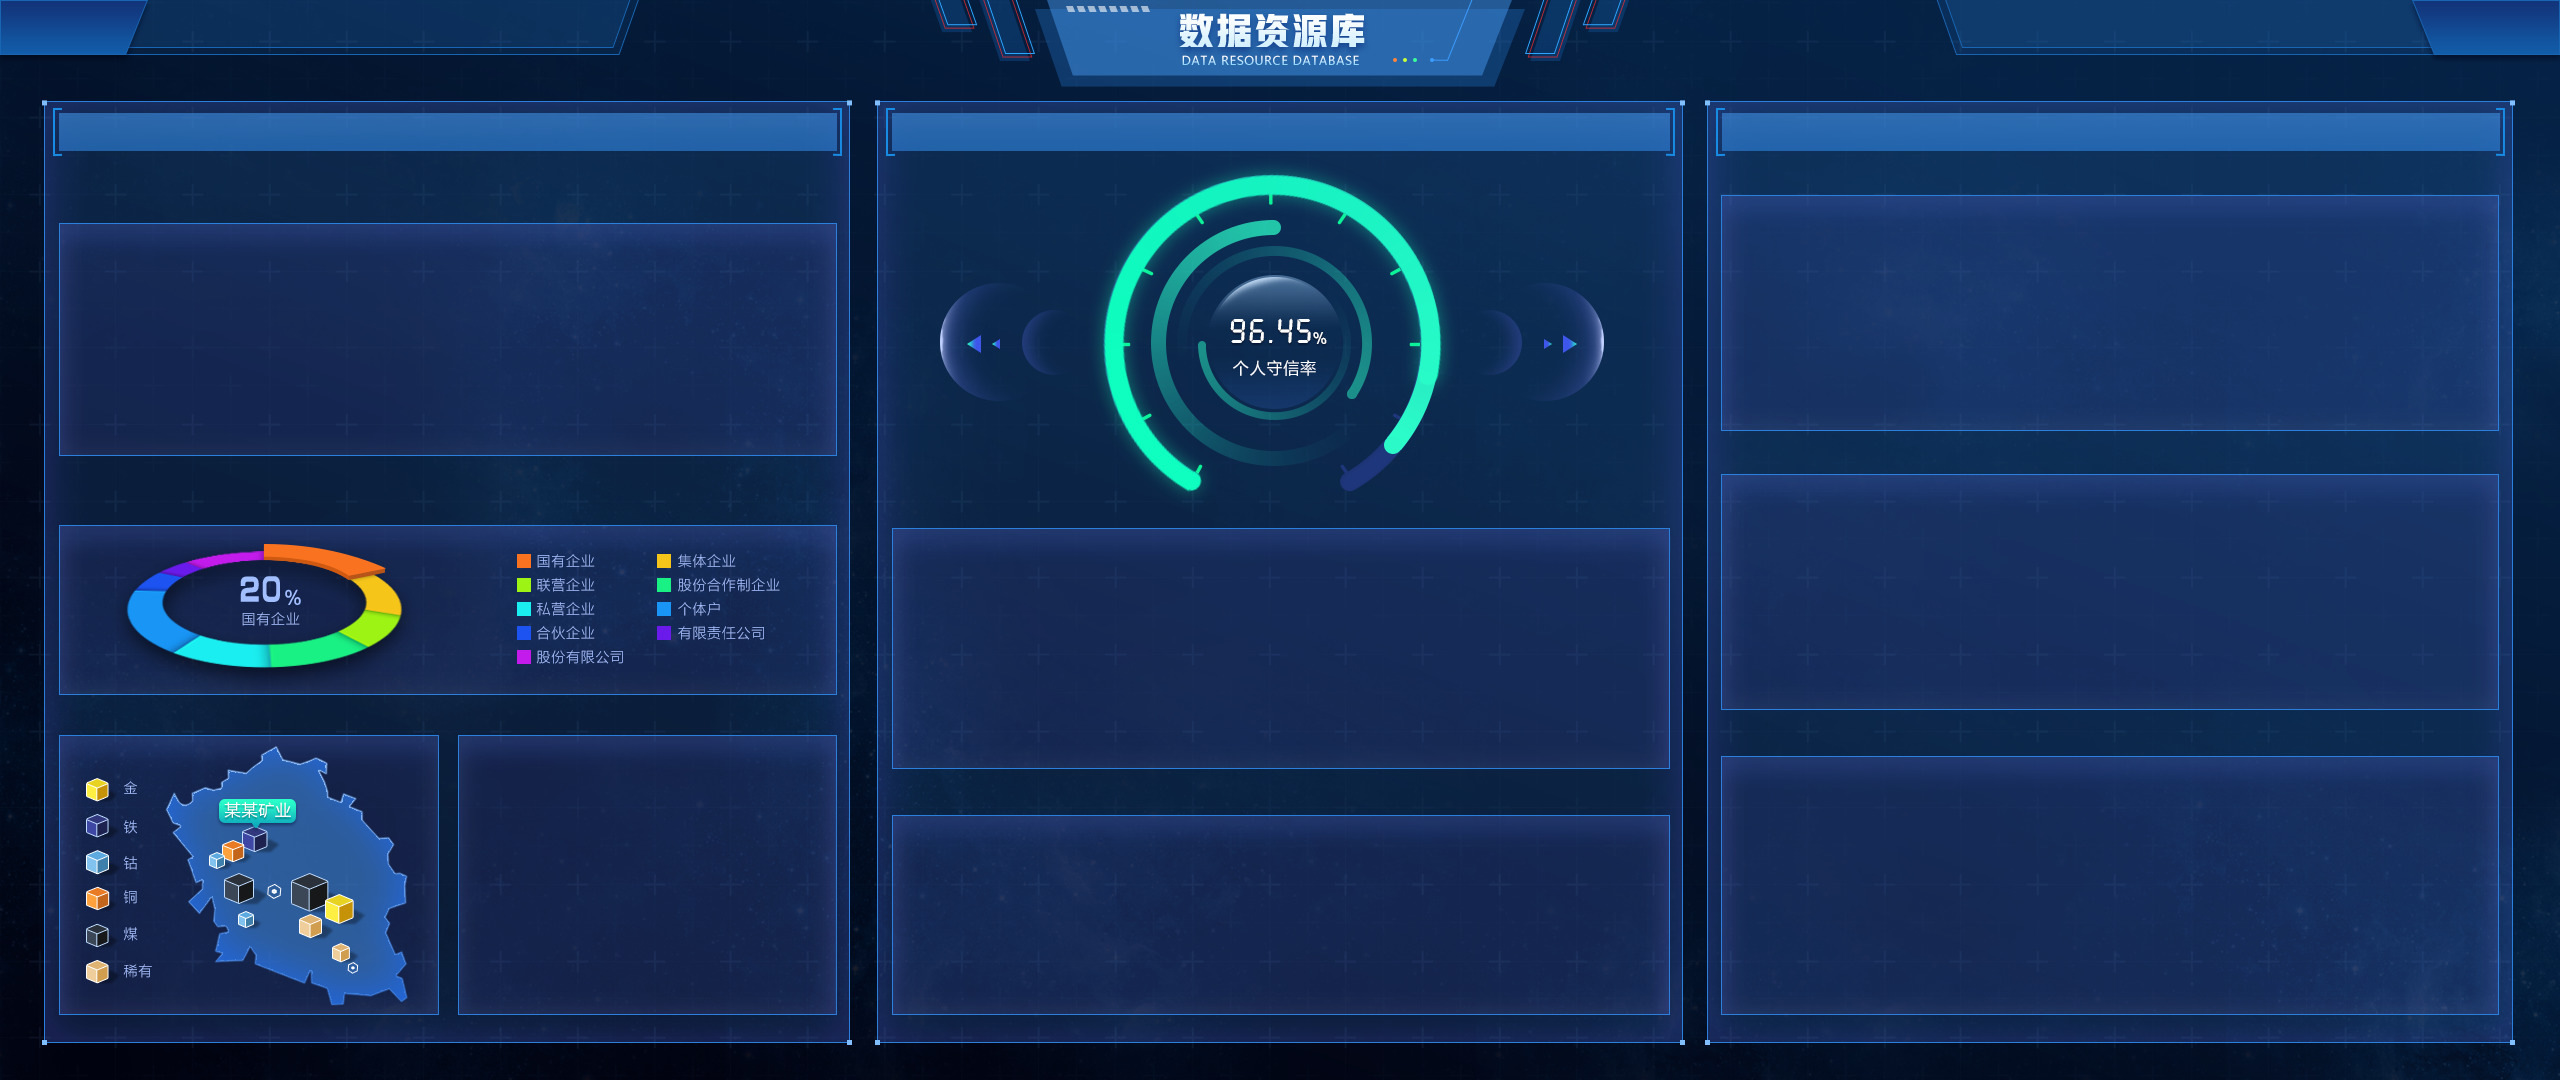 数据资源库
DATA RESOURCE DATABASE
96.45%
个人守信率
20%
国有企业
国有企业
集体企业
联营企业
股份合作制企业
私营企业
个体户
合伙企业
有限责任公司
股份有限公司
金
铁
钴
铜
煤
稀有
某某矿业